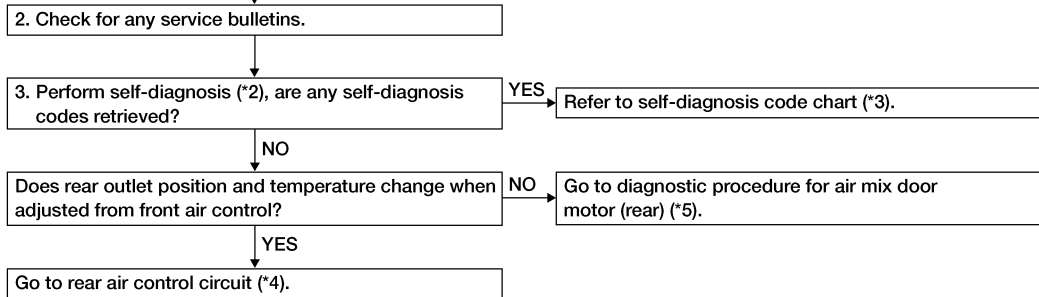 2. Check for any service bulletins.
3. Perform self-diagnosis (*2), are any self-diagnosis
codes retrieved?
YES
Refer to self-diagnosis code chart (*3).
NO
Does rear outlet position and temperature change when
adjusted from front air control?
NO
Go to diagnostic procedure for air mix door
motor (rear) (*5).
YES
Go to rear air control circuit (*4).